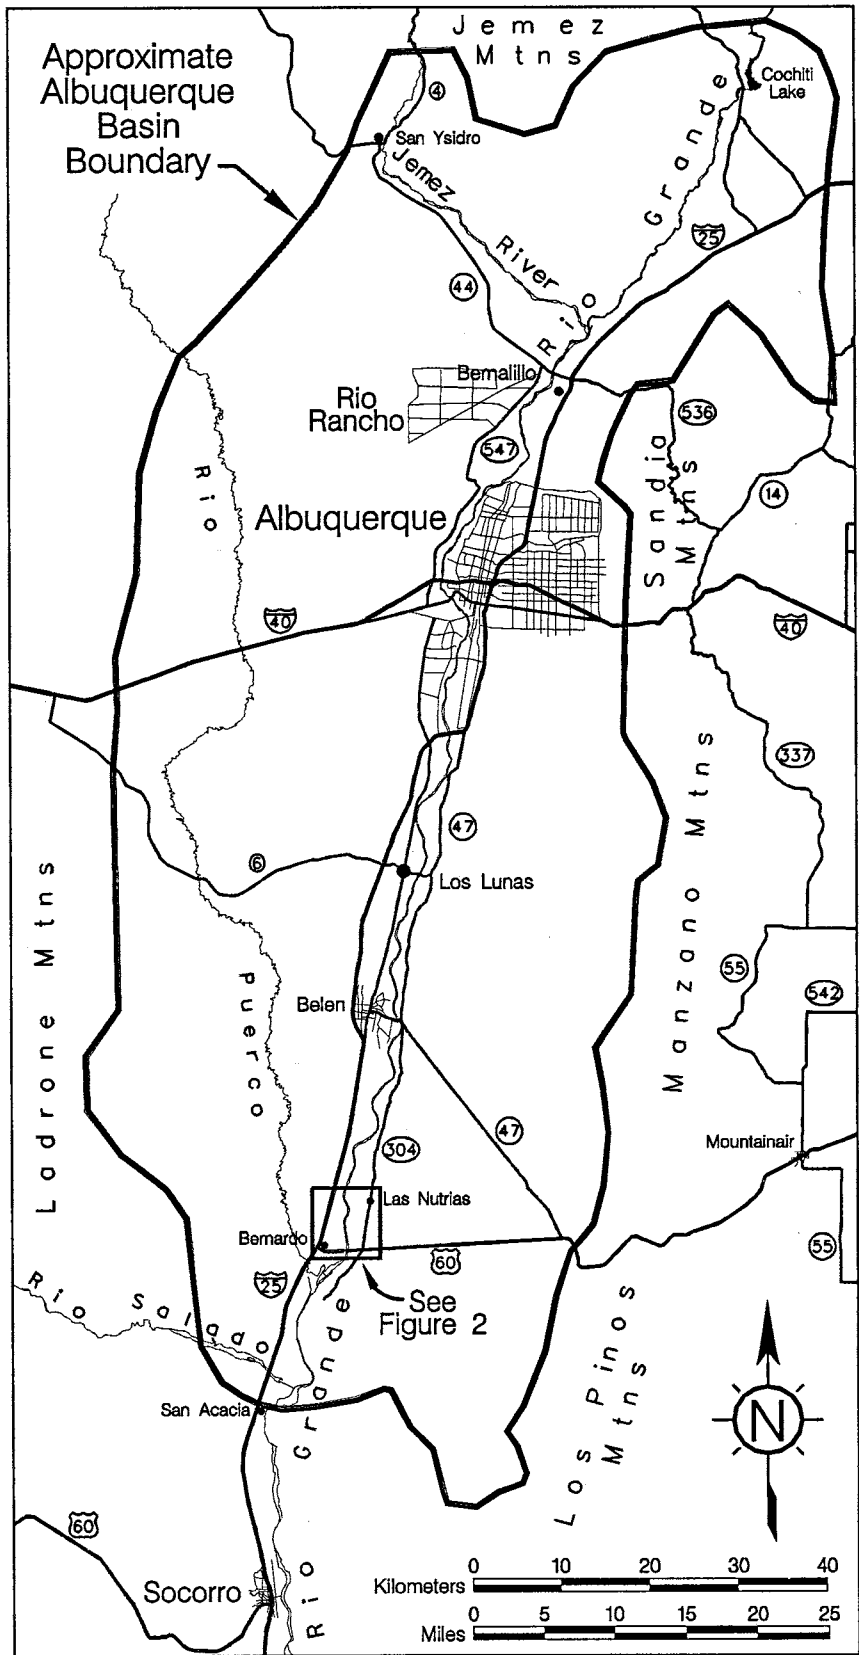 Jemez
Mtns
Approximate
Albuquerque
Basin
Boundary
Cochiti
Lake
4
San Ysidro
Jemez River
Rio Grande
25
44
Bernalillo
Rio
Rancho
536
547
Sandia
Mtns
14
Rio Puerco
Albuquerque
40
40
337
47
6
Los Lunas
Manzano Mtns
Ladrone Mtns
55
542
Belen
47
304
Mountainair
Las Nutrias
Bernardo
60
55
25
See
Figure 2
Rio Salado
Rio Grande
Los Pinos
Mtns
San Acacia
N
60
Socorro
Kilometers 0 10 20 30 40
Miles 0 5 10 15 20 25